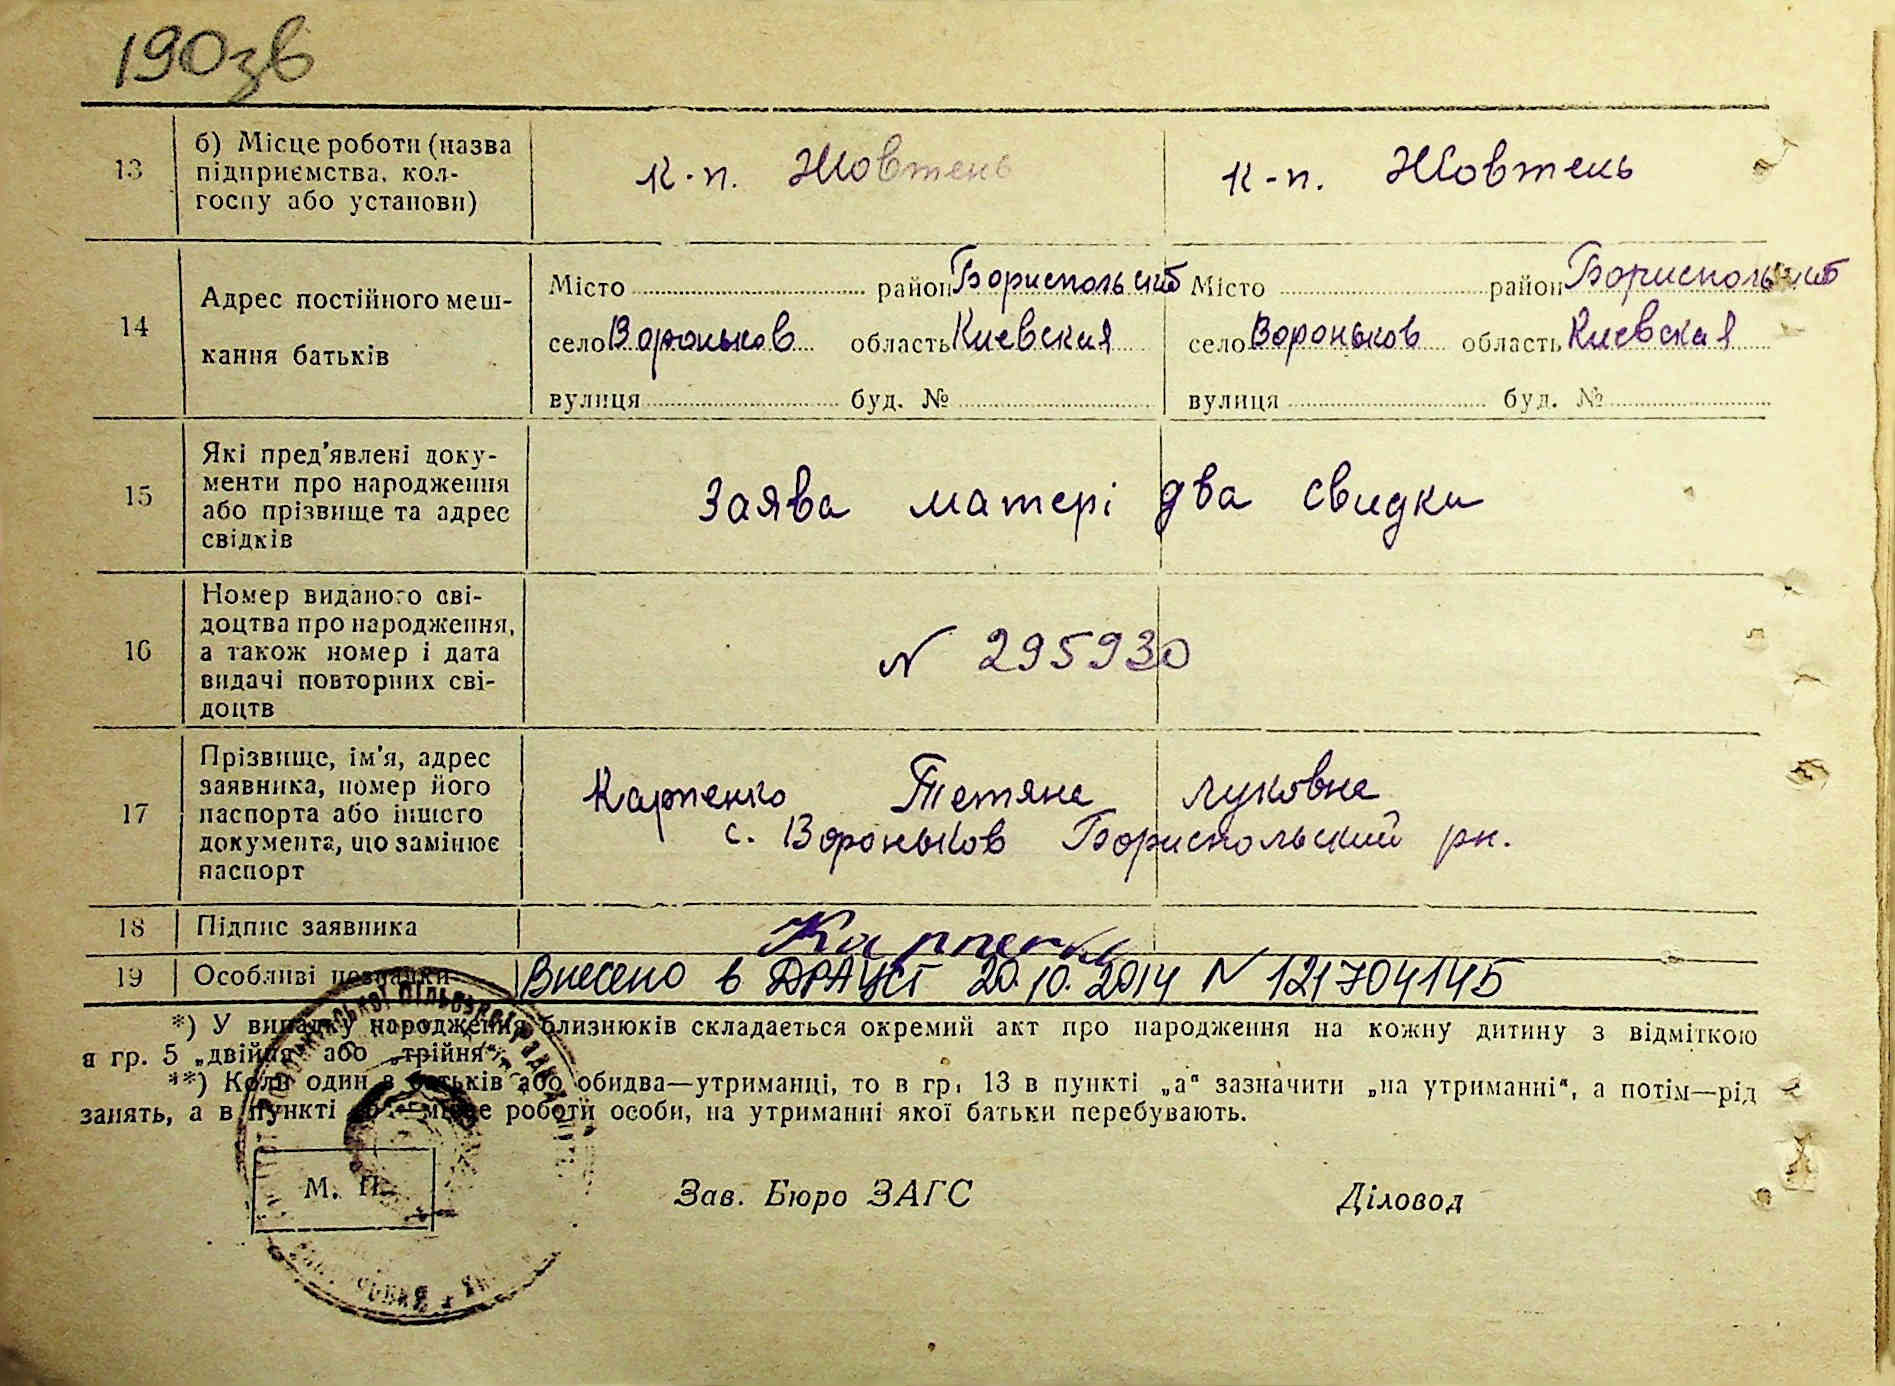 190зв
13 б) Місце роботи (назва підприємства, колгоспу або установи) к-п. Жовтень к-п. Жовтень
14 Адрес постійного мешкання батьків
Місто район Бориспольский Місто район Бориспольский
село Вороньков область Киевская село Вороньков область Киевская
вулиця буд. № вулиця буд. №
15 Які пред'явлені документи про народження або прізвище та адрес свідків Заява матері два свидки
16 Номер виданого свідоцтва про народження, а також номер і дата видачі повторних свідоцтв N 295930
17 Прізвище, ім'я, адрес заявника, номер його паспорта або іншого документа, що замінює паспорт Карпенко Тетяна Луковна
с. Вороньков Бориспольский рн.
18 Підпис заявника Карпенко
19 Особливі позначки Внесено в ДРАЦСГ 20.10.2014 N 121704145
*) У випадку народження близнюків складається окремий акт про народження на кожну дитину з відміткою
в гр. 5 „двійня" або „трійня".
**) Коли один з батьків або обидва—утриманці, то в гр. 13 в пункті „а" зазначити „на утриманні", а потім—рід
занять, а в пункті місце роботи особи, на утриманні якої батьки перебувають.
М. П. Зав. Бюро ЗАГС Діловод